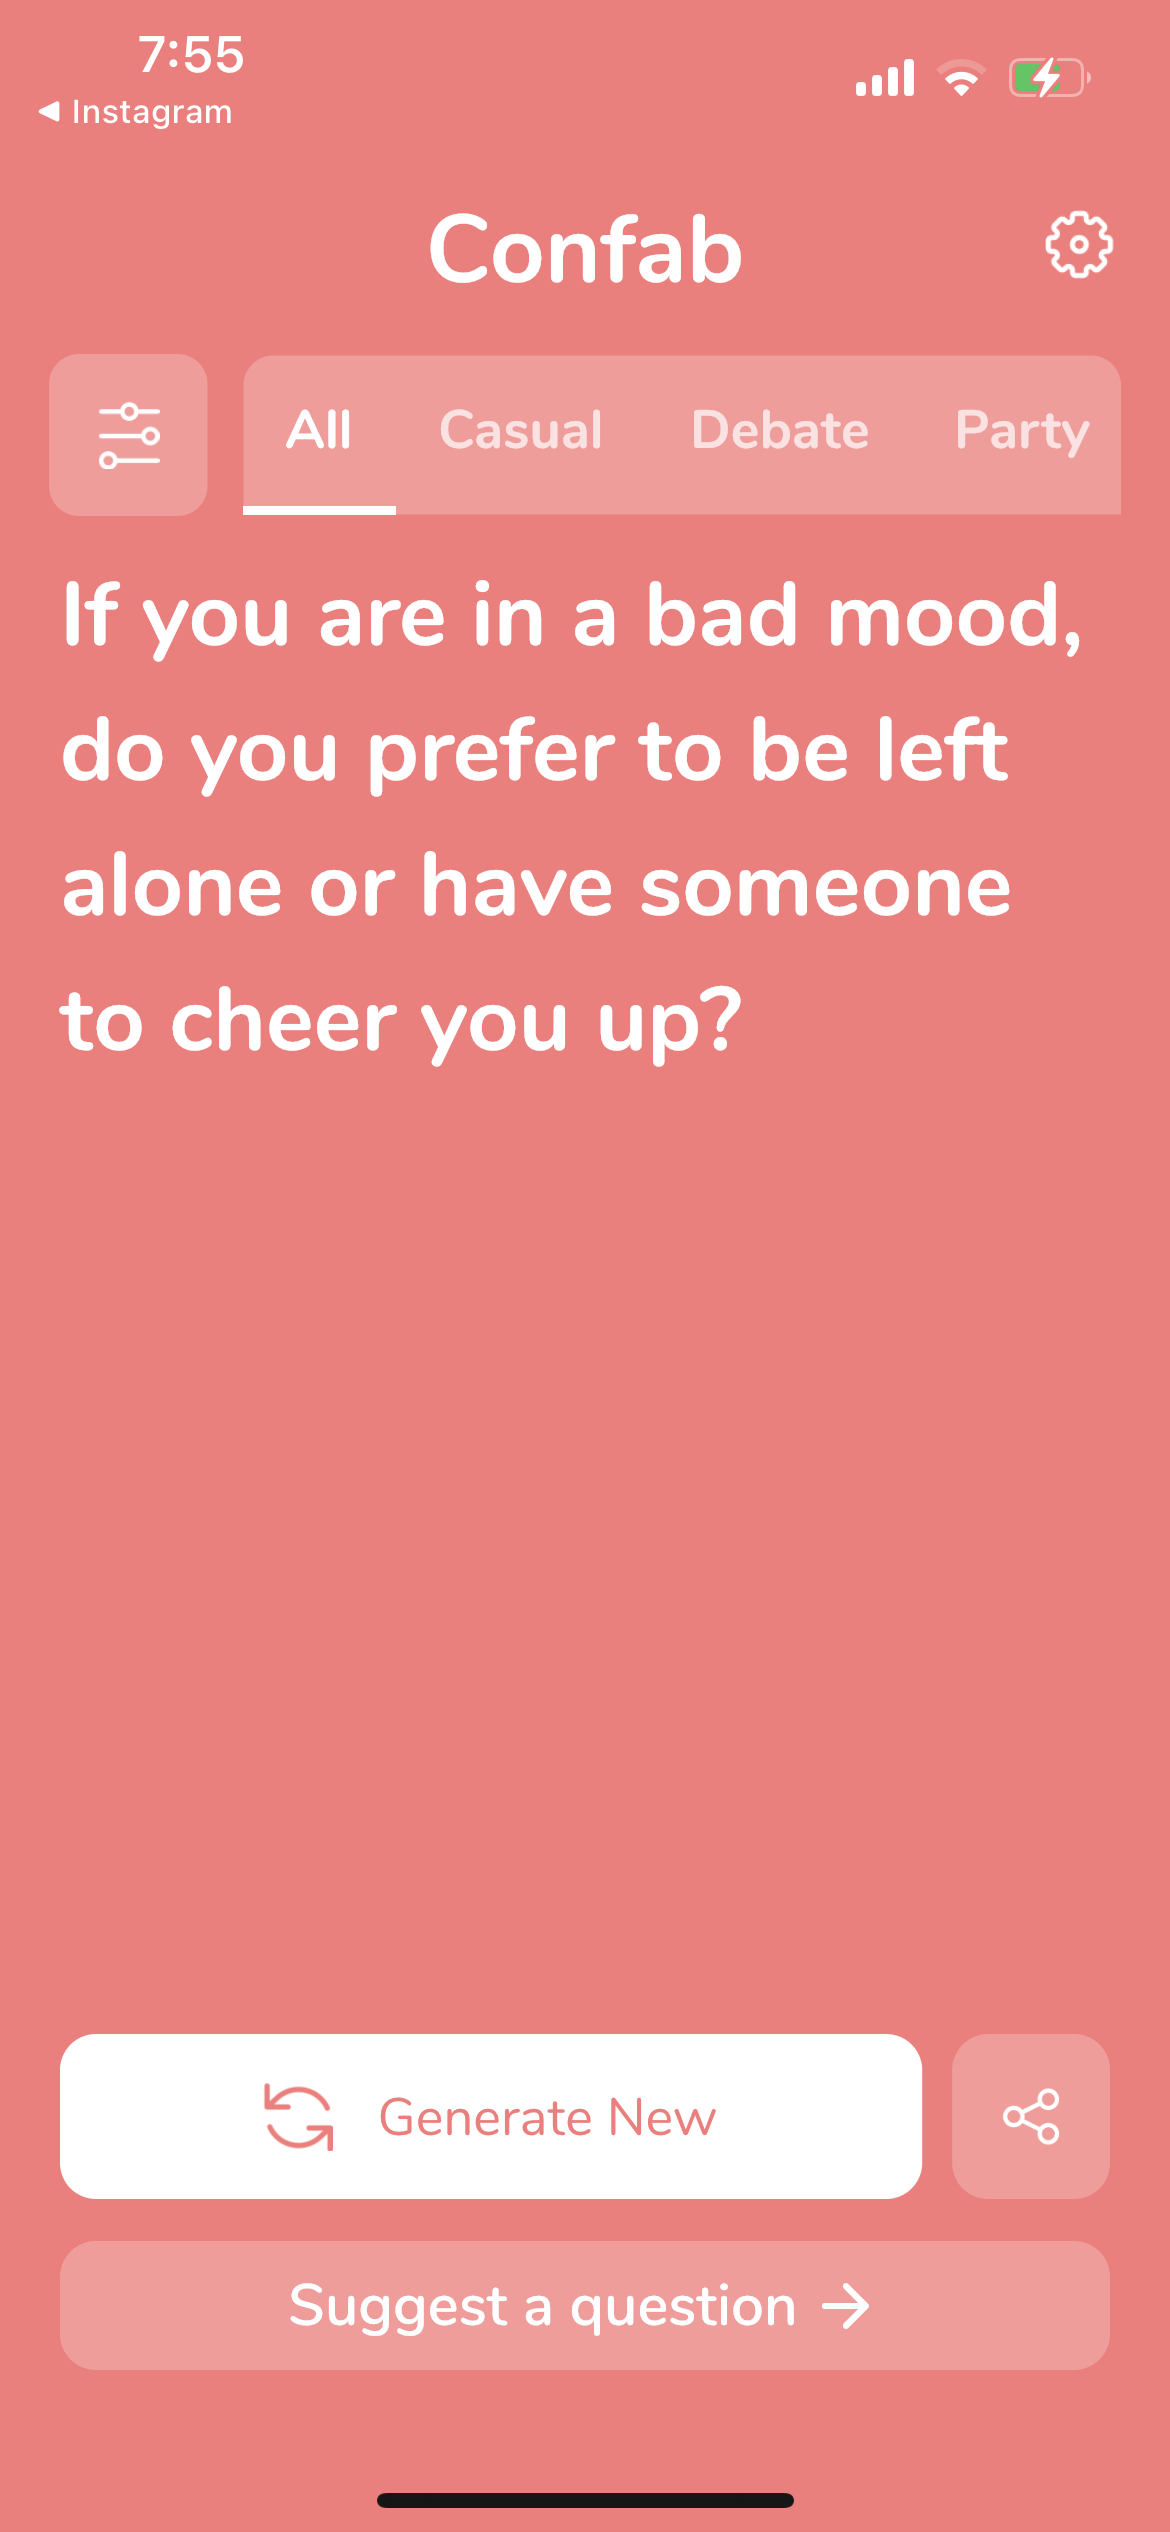 7:55
Instagram
Confab
All Casual Debate Party
If you are in a bad mood,
do you prefer to be left
alone or have someone
to cheer you up?
Generate New
Suggest a question →